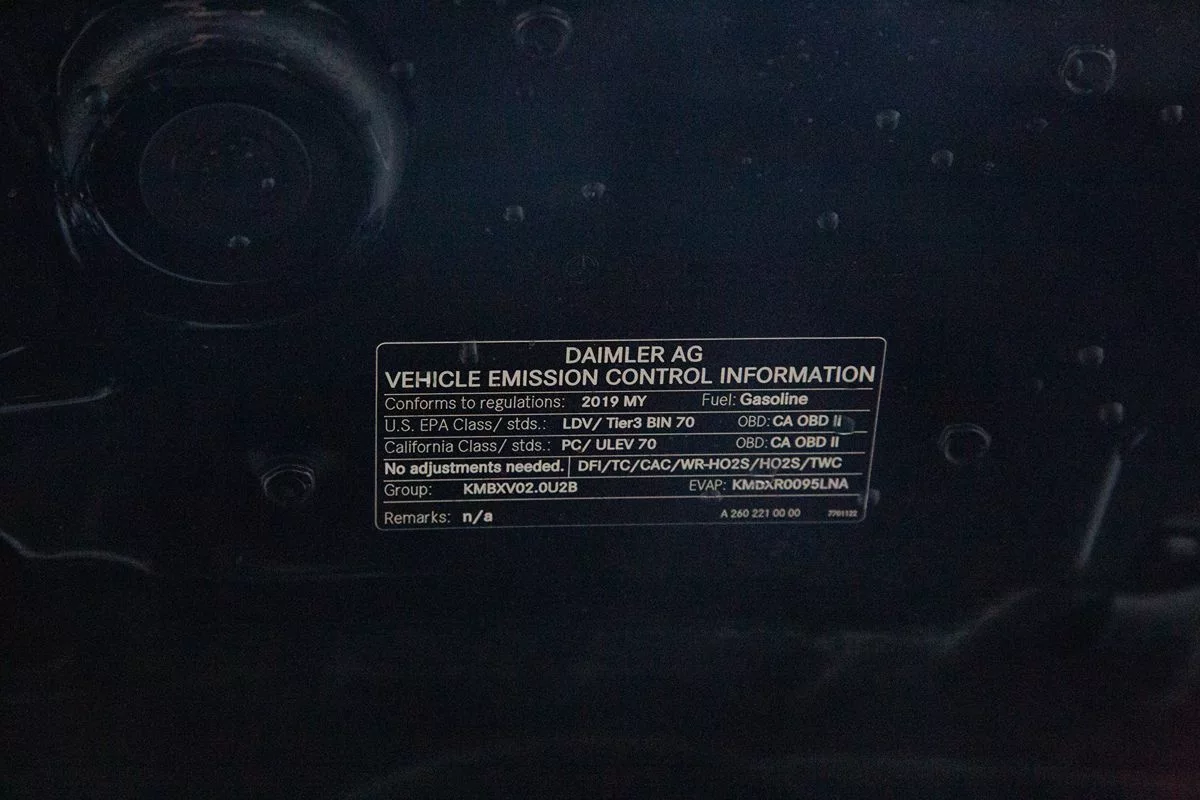 DAIMLER AG
VEHICLE EMISSION CONTROL INFORMATION
Conforms to regulations: 2019 MY Fuel: Gasoline
U.S. EPA Class/ stds.: LDV/ Tier3 BIN 70 OBD: CA OBD II
California Class/ stds.: PC/ ULEV 70 OBD: CA OBD II
No adjustments needed. DFI/TC/CAC/WR-HO2S/HO2S/TWC
Group: KMBXV02.0U2B EVAP: KMBXR0095LNA
Remarks: n/a A 260 221 00 00